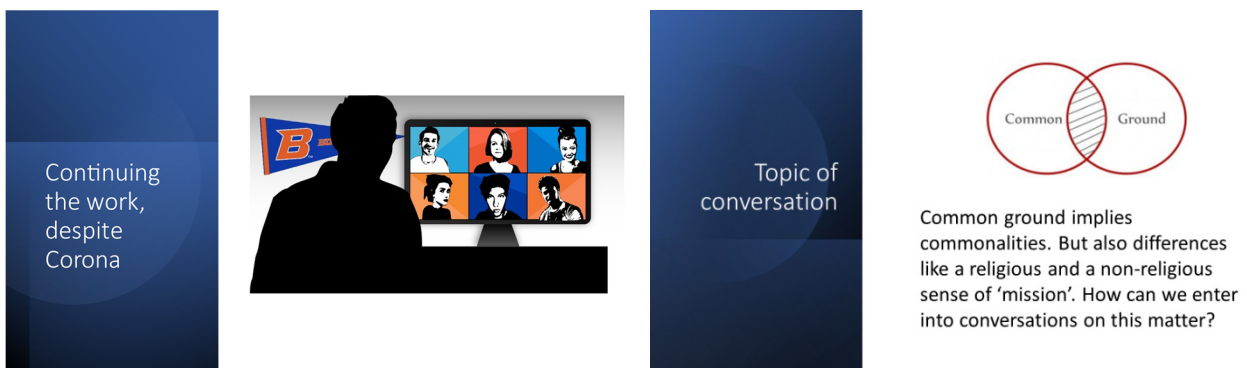 Continuing
the work,
despite
Corona
B
Topic of
conversation
Common
Ground
Common ground implies
commonalities. But also differences
like a religious and a non-religious
sense of ‘mission’. How can we enter
into conversations on this matter?